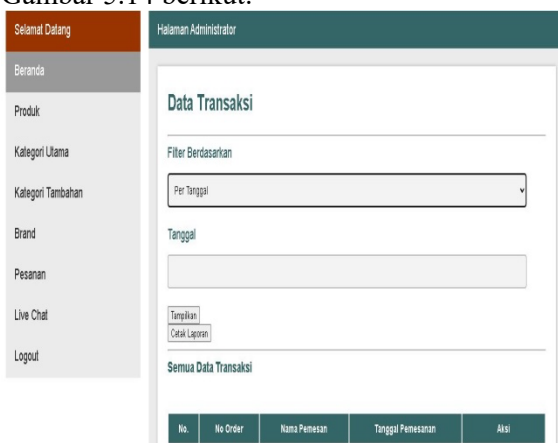 Gambar 5.14 berikut:
Selamat Datang
Halaman Administrator
Beranda
Produk
Kategori Utama
Kategori Tambahan
Brand
Pesanan
Live Chat
Logout
Data Transaksi
Filter Berdasarkan
Per Tanggal
Tanggal
Tampilkan
Cetak Laporan
Semua Data Transaksi
No. No Order Nama Pemesan Tanggal Pemesanan Aksi